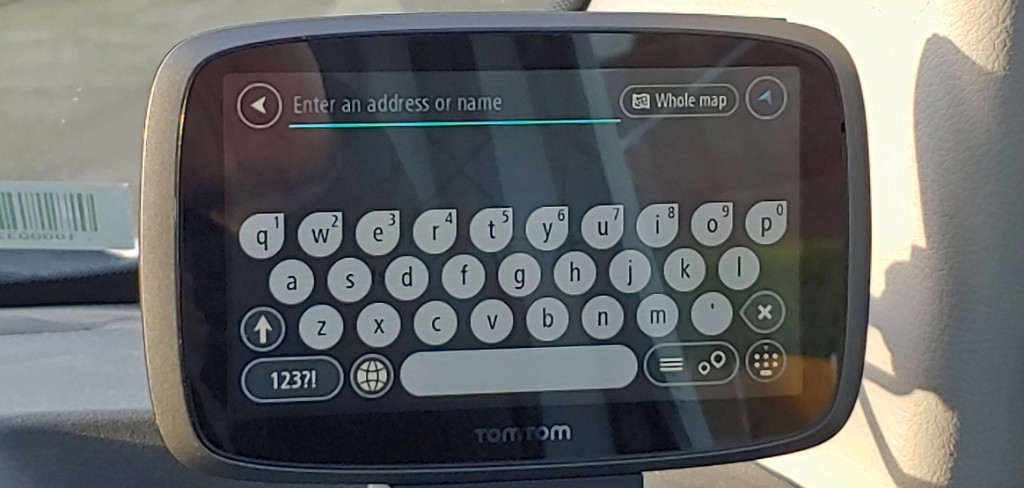 Enter an address or name Whole map
q1 w2 e3 r4 t5 y6 u7 i8 o9 p0
a s d f g h j k l
z x c v b n m '
123?!
TOMTOM